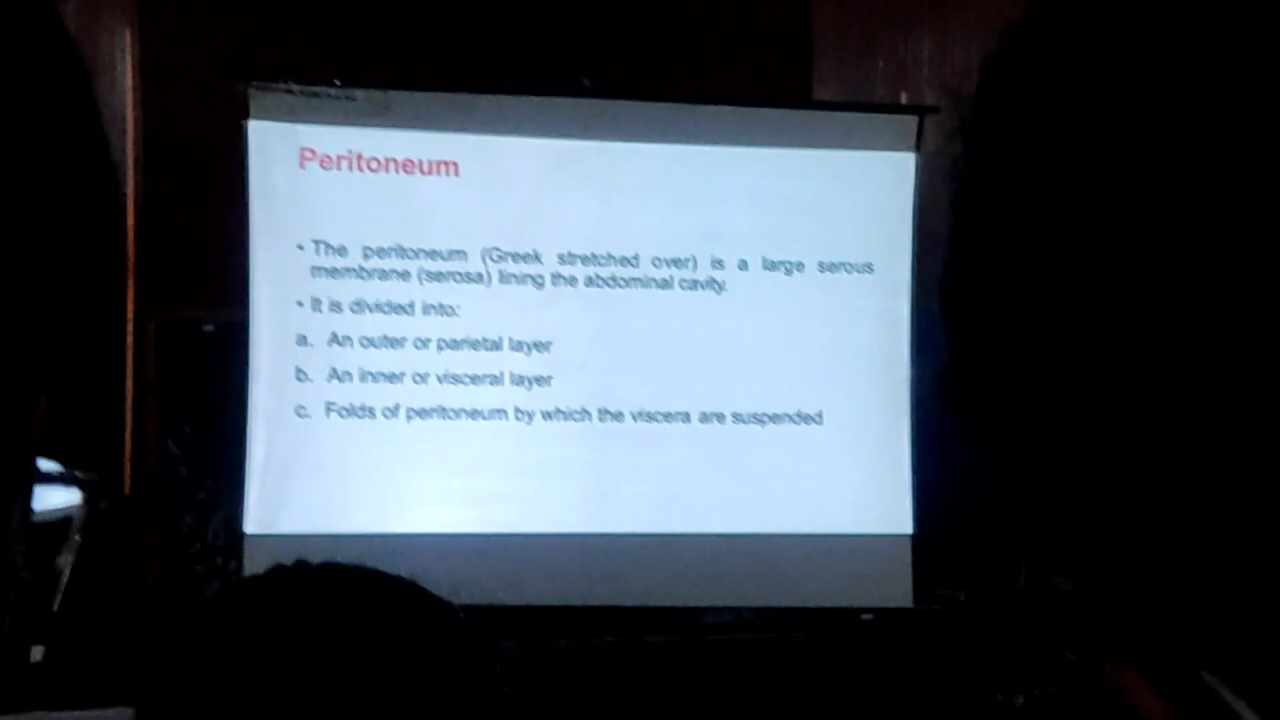 Peritoneum
• The peritoneum (Greek stretched over) is a large serous
membrane (serosa) lining the abdominal cavity.
• It is divided into:
a. An outer or parietal layer
b. An inner or visceral layer
c. Folds of peritoneum by which the viscera are suspended